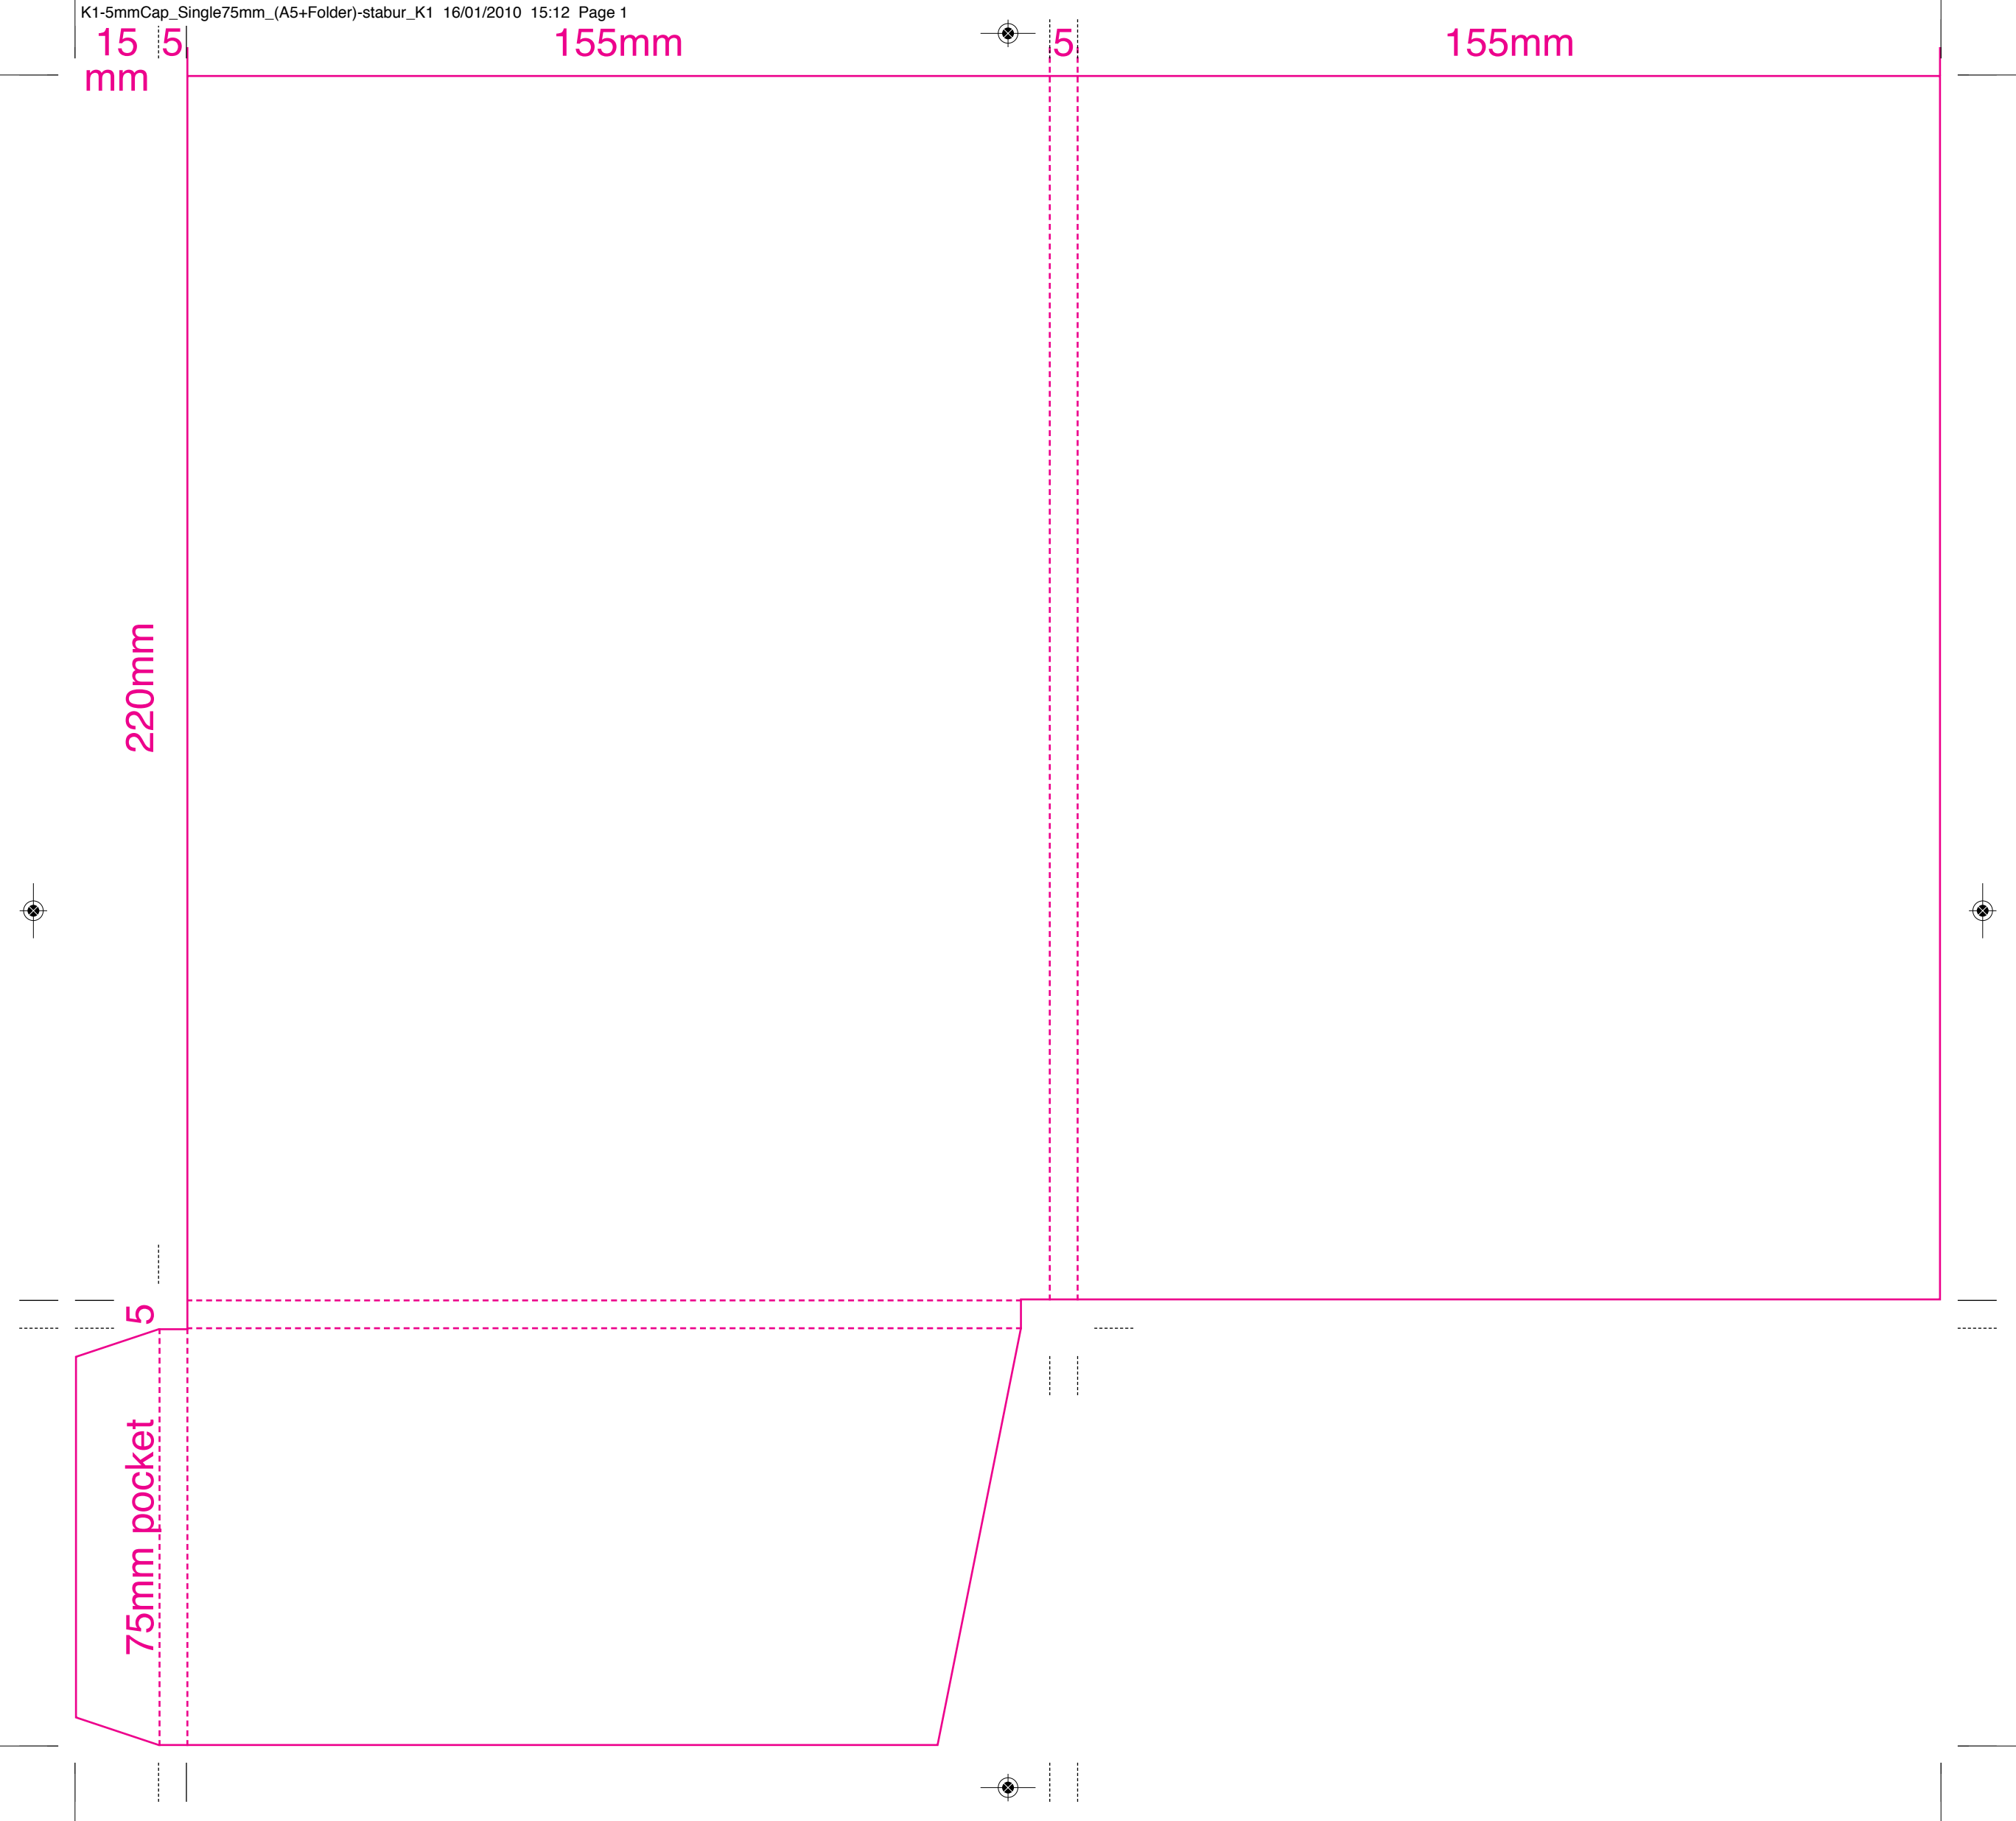 K1-5mmCap_Single75mm_(A5+Folder)-stabur_K1 16/01/2010 15:12 Page 1
15 5 155mm 5 155mm
mm
220mm
5
75mm pocket